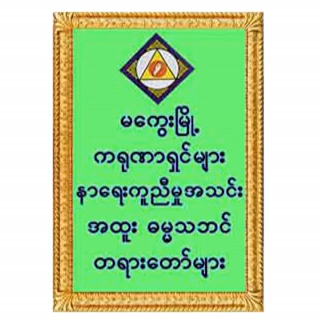 မကွေးမြို့
ကရုဏာရှင်များ
နာရေးကူညီမှုအသင်း
အထူး ဓမ္မသဘင်
တရားတော်များ